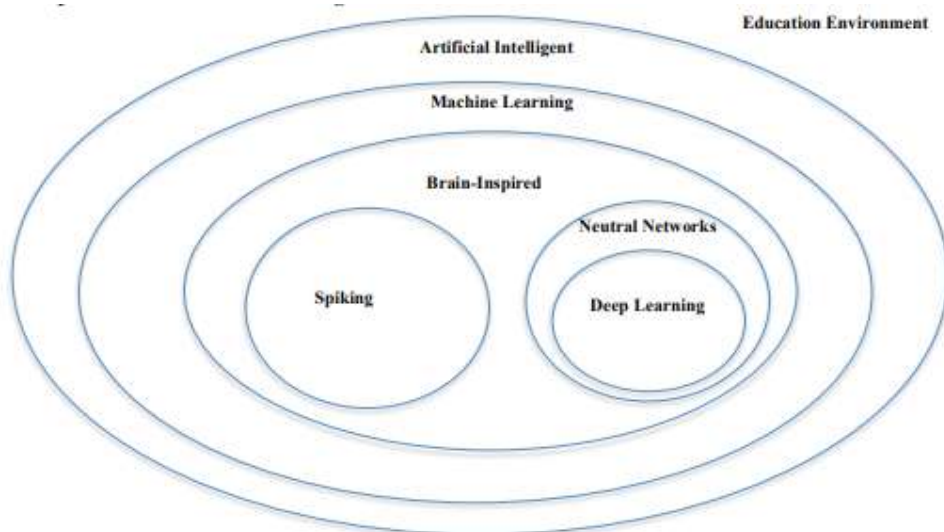 Education Environment
Artificial Intelligent
Machine Learning
Brain-Inspired
Neutral Networks
Spiking
Deep Learning